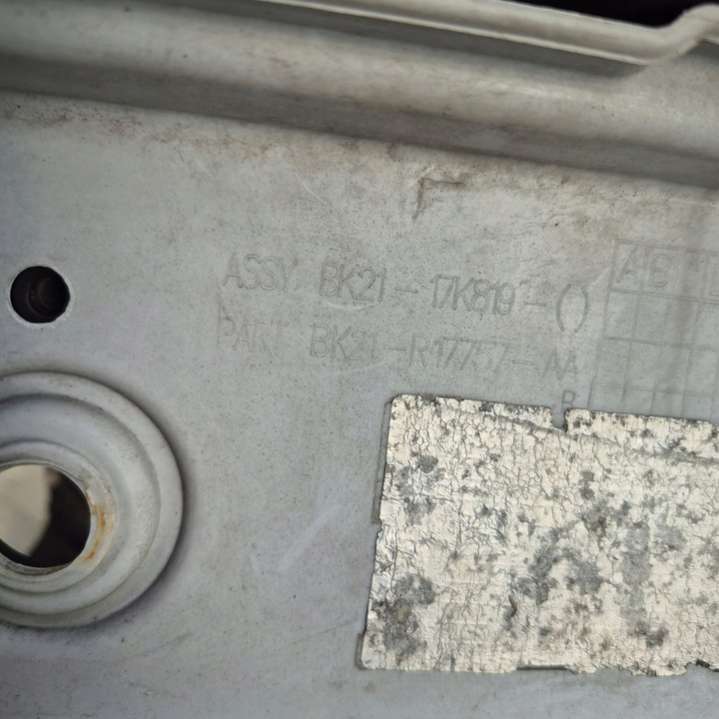 ASSY. BK21-17K819-( )
PART BK21-R17757-AA
A B
B